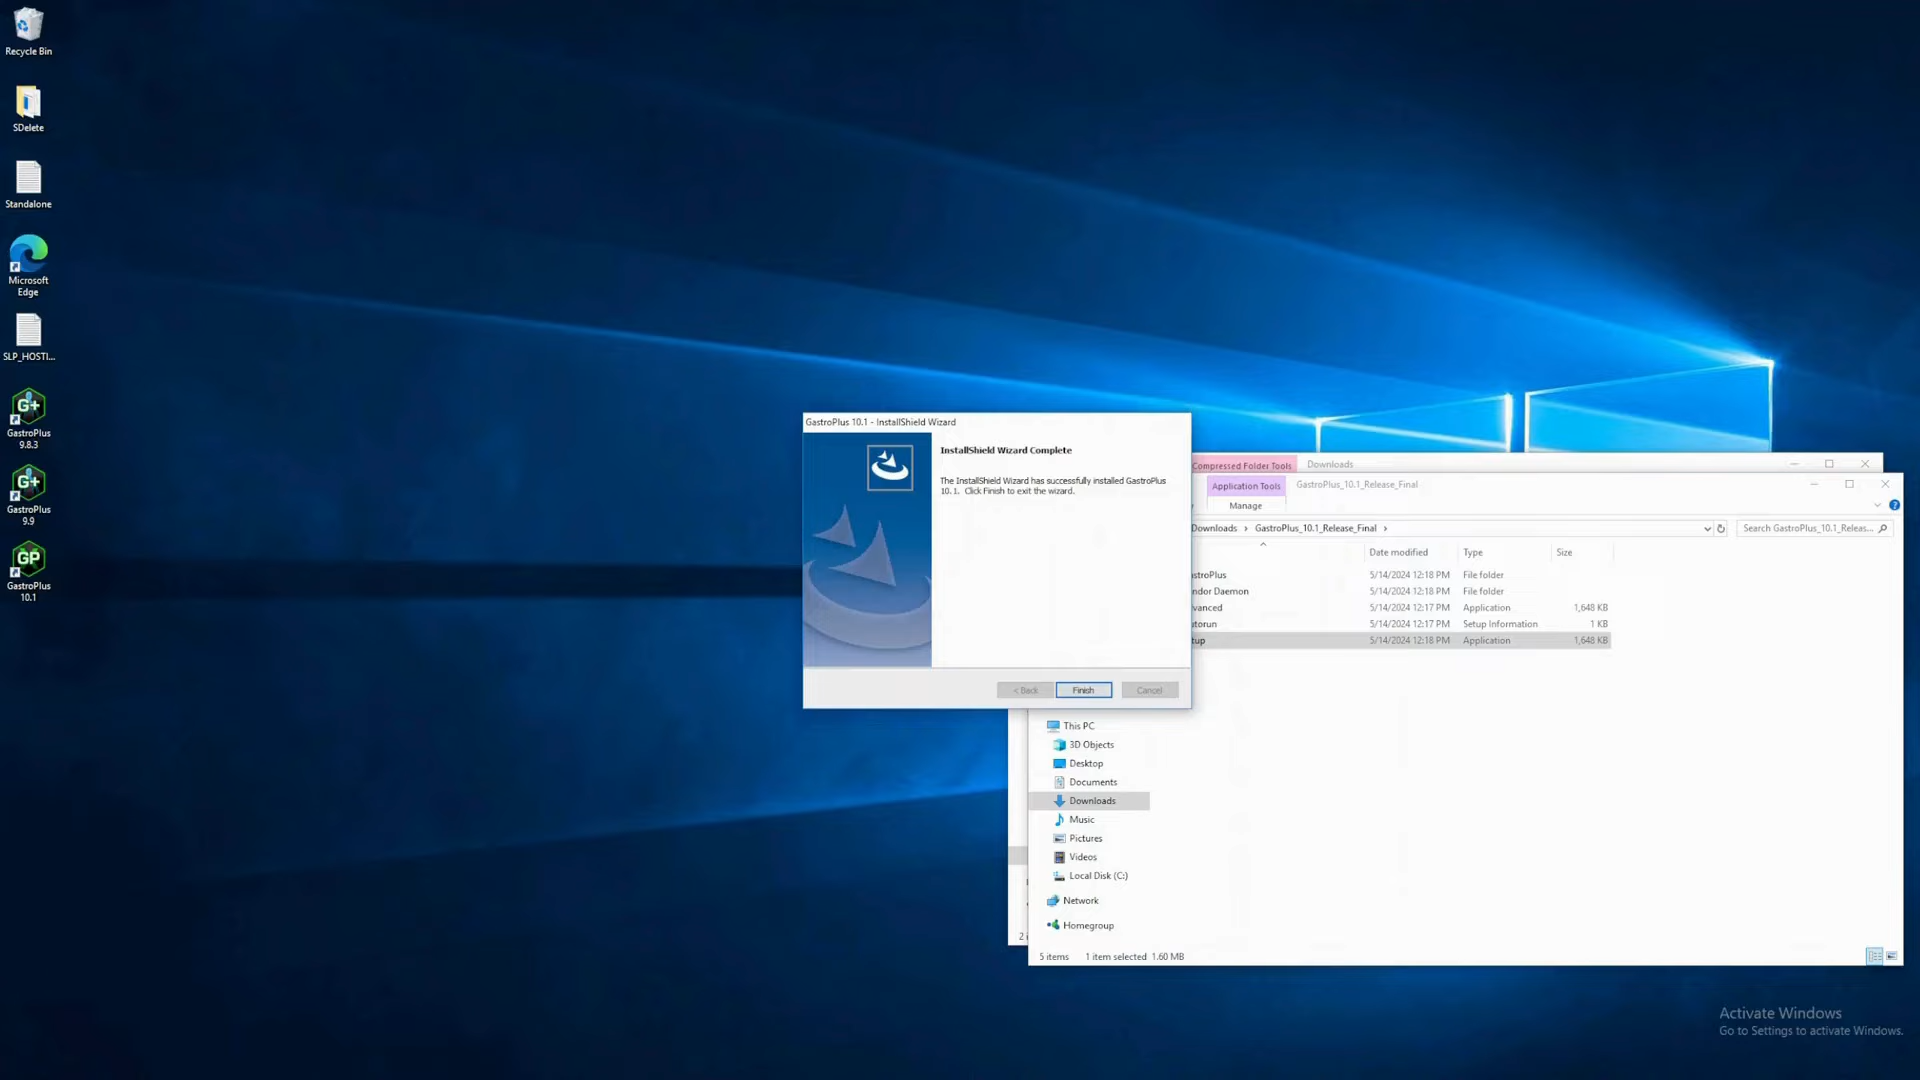 Recycle Bin
SDelete
Standalone
Microsoft
Edge
SLP_HOSTI...
G+
GastroPlus
9.8.3
G+
GastroPlus
9.9
GP
GastroPlus
10.1
GastroPlus 10.1 - InstallShield Wizard
InstallShield Wizard Complete
The InstallShield Wizard has successfully installed GastroPlus
10.1. Click Finish to exit the wizard.
< Back
Finish
Cancel
Compressed Folder Tools
Downloads
Application Tools
GastroPlus_10.1_Release_Final
Manage
Downloads > GastroPlus_10.1_Release_Final >
Search GastroPlus_10.1_Releas...
Date modified Type Size
stroPlus 5/14/2024 12:18 PM File folder
ndor Daemon 5/14/2024 12:18 PM File folder
vanced 5/14/2024 12:17 PM Application 1,648 KB
utorun 5/14/2024 12:17 PM Setup Information 1 KB
tup 5/14/2024 12:18 PM Application 1,648 KB
This PC
3D Objects
Desktop
Documents
Downloads
Music
Pictures
Videos
Local Disk (C:)
Network
Homegroup
2 i
5 items 1 item selected 1.60 MB
Activate Windows
Go to Settings to activate Windows.